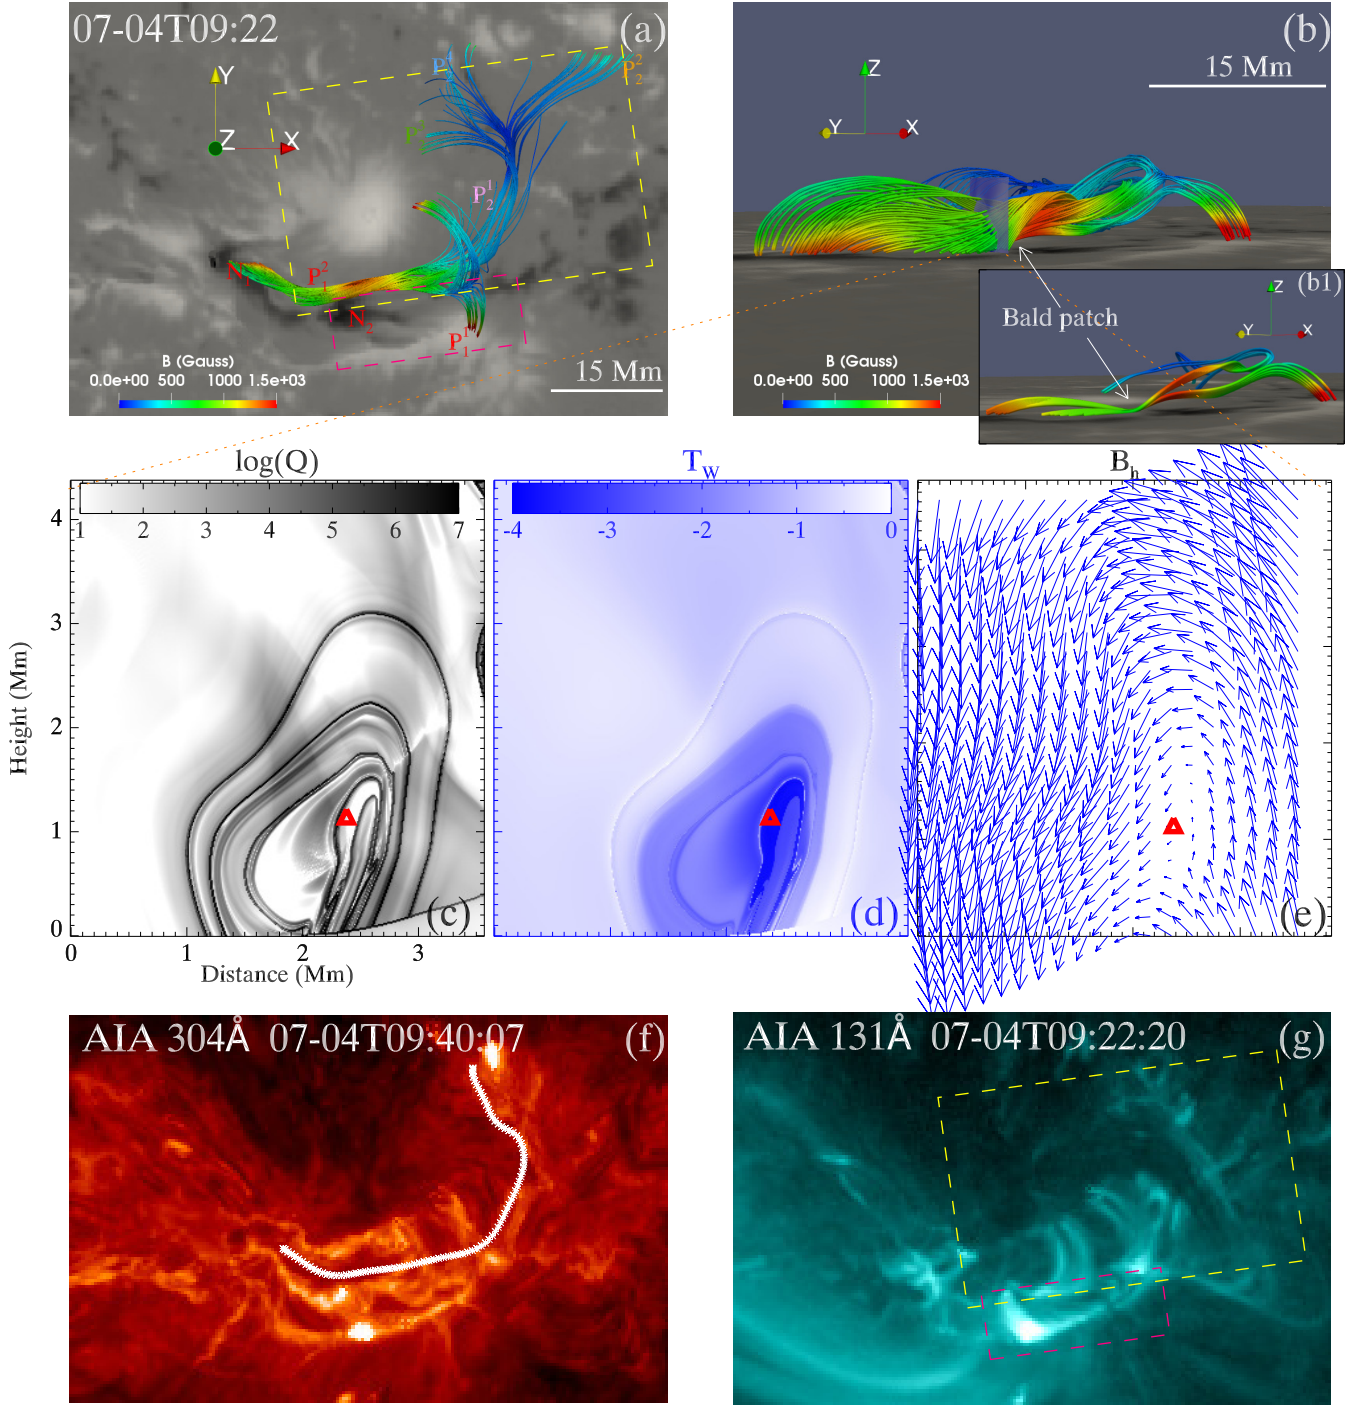 07-04T09:22
(a)
Y
Z
X
P₂²
N
P₁²
N₂
P₂¹
P₁¹
B (Gauss)
0.0e+00 500 1000 1.5e+03
15 Mm
(b)
15 Mm
Z
Y
X
Bald patch
B (Gauss)
0.0e+00 500 1000 1.5e+03
(b1)
Z
Y
X
log(Q)
1 2 3 4 5 6 7
T_W
-4 -3 -2 -1 0
B_h
Height (Mm)
4
3
2
1
0
0 1 2 3
Distance (Mm)
(c)
(d)
(e)
AIA 304Å 07-04T09:40:07
(f)
AIA 131Å 07-04T09:22:20
(g)